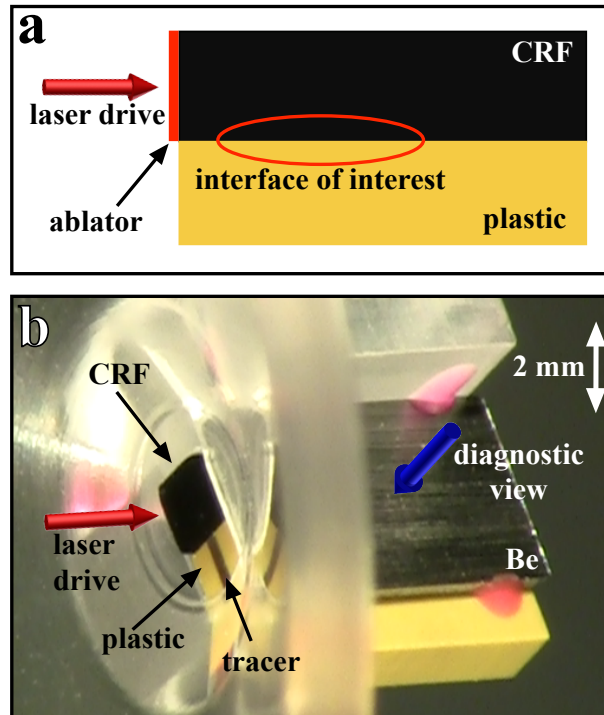 a
CRF
laser drive
interface of interest
ablator
plastic
b
CRF
2 mm
diagnostic
view
laser
drive
Be
plastic
tracer